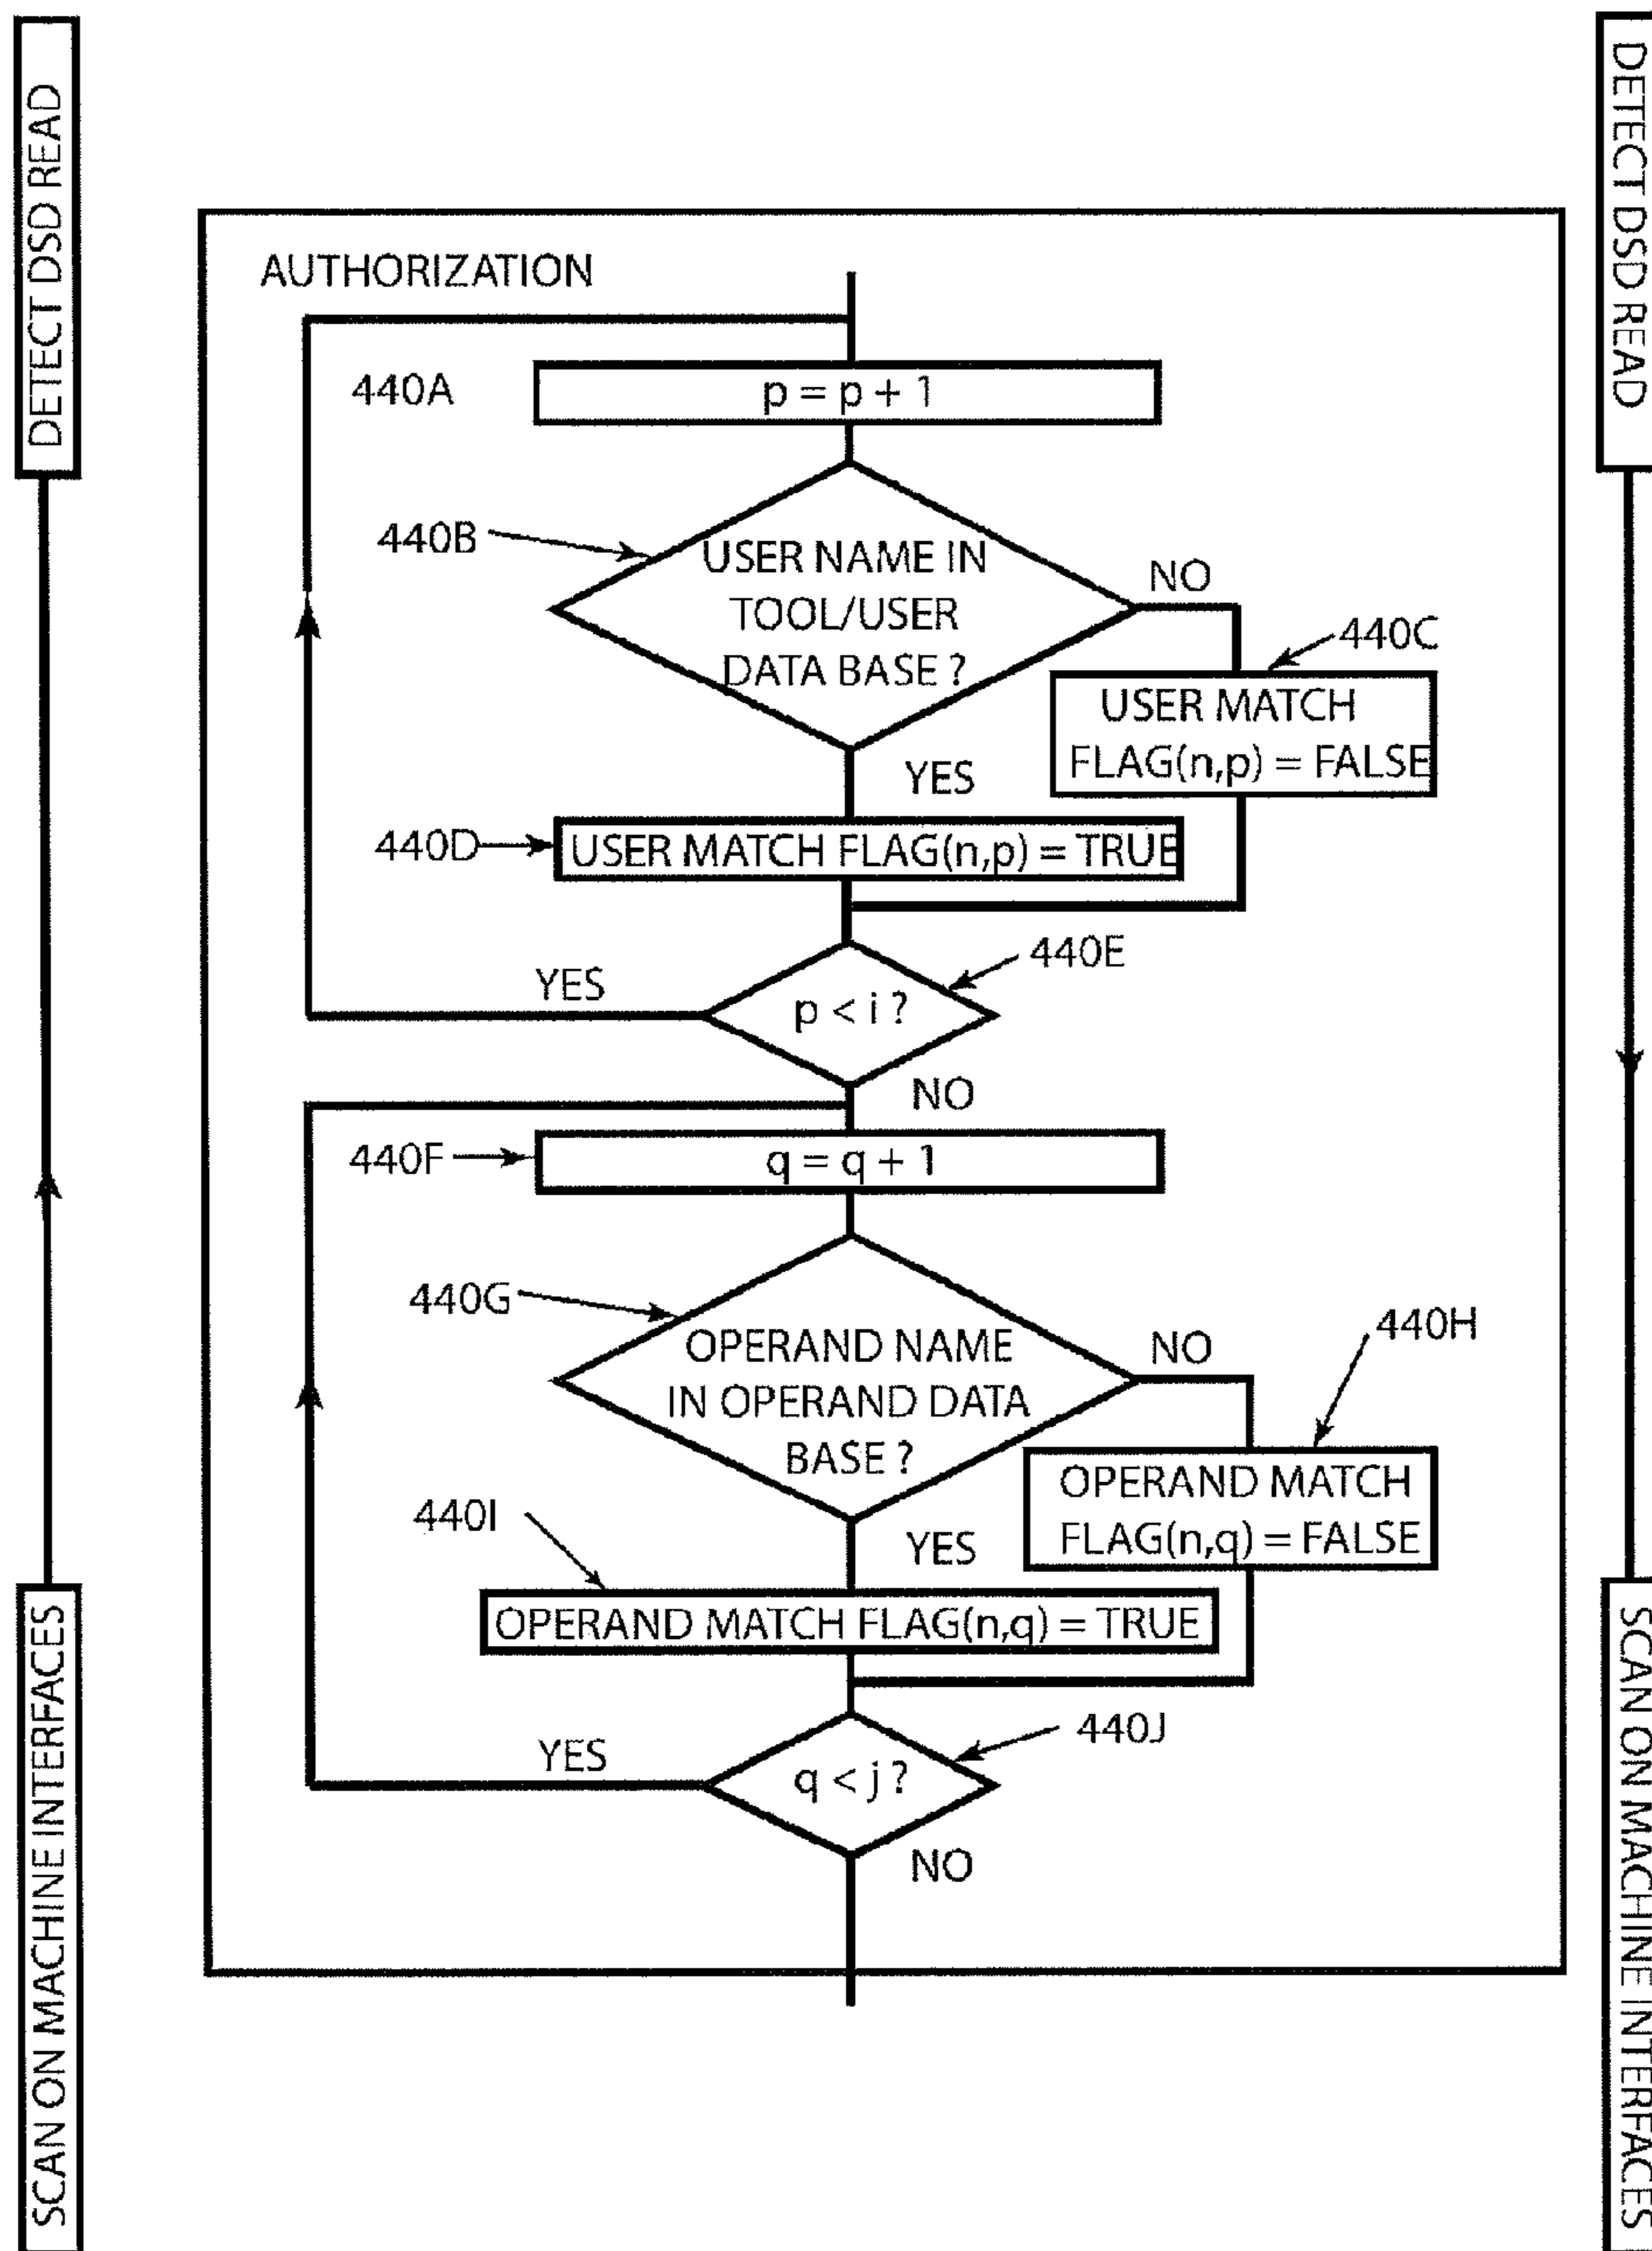 DETECT DSD READ
SCAN ON MACHINE INTERFACES
AUTHORIZATION
440A
p = p + 1
440B
USER NAME IN
TOOL/USER
DATA BASE ?
NO
440C
USER MATCH
FLAG(n,p) = FALSE
YES
440D
USER MATCH FLAG(n,p) = TRUE
440E
YES
p < i ?
NO
440F
q = q + 1
440G
OPERAND NAME
IN OPERAND DATA
BASE ?
NO
440H
OPERAND MATCH
FLAG(n,q) = FALSE
440I
YES
OPERAND MATCH FLAG(n,q) = TRUE
440J
YES
q < j ?
NO
DETECT DSD READ
SCAN ON MACHINE INTERFACES